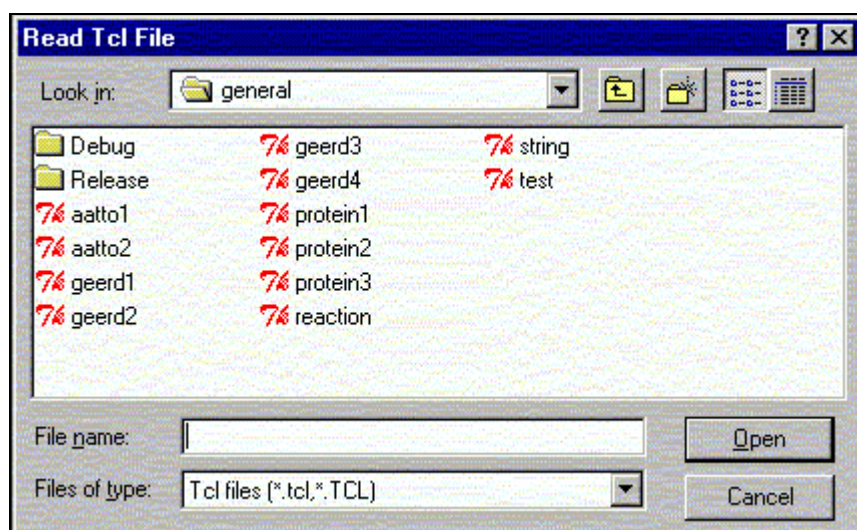 Read Tcl File
Look in: general
Debug geerd3 string
Release geerd4 test
aatto1 protein1
aatto2 protein2
geerd1 protein3
geerd2 reaction
File name: Open
Files of type: Tcl files (*.tcl,*.TCL) Cancel